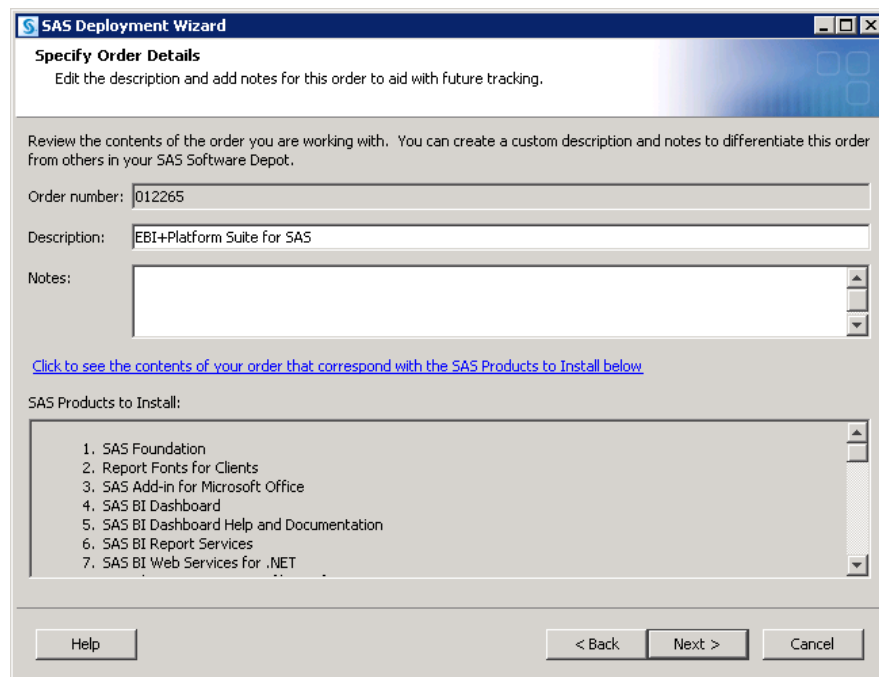 SAS Deployment Wizard
Specify Order Details
Edit the description and add notes for this order to aid with future tracking.
Review the contents of the order you are working with.  You can create a custom description and notes to differentiate this order
from others in your SAS Software Depot.
Order number: 012265
Description: EBI+Platform Suite for SAS
Notes:
Click to see the contents of your order that correspond with the SAS Products to Install below
SAS Products to Install:
1. SAS Foundation
2. Report Fonts for Clients
3. SAS Add-in for Microsoft Office
4. SAS BI Dashboard
5. SAS BI Dashboard Help and Documentation
6. SAS BI Report Services
7. SAS BI Web Services for .NET
Help < Back Next > Cancel